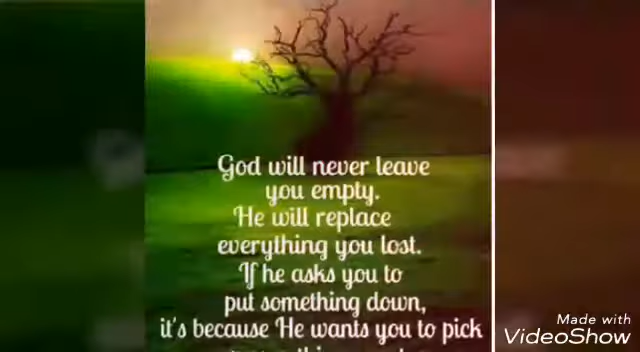 God will never leave
you empty.
He will replace
everything you lost.
If he asks you to
put something down,
it's because He wants you to pick
Made with
VideoShow